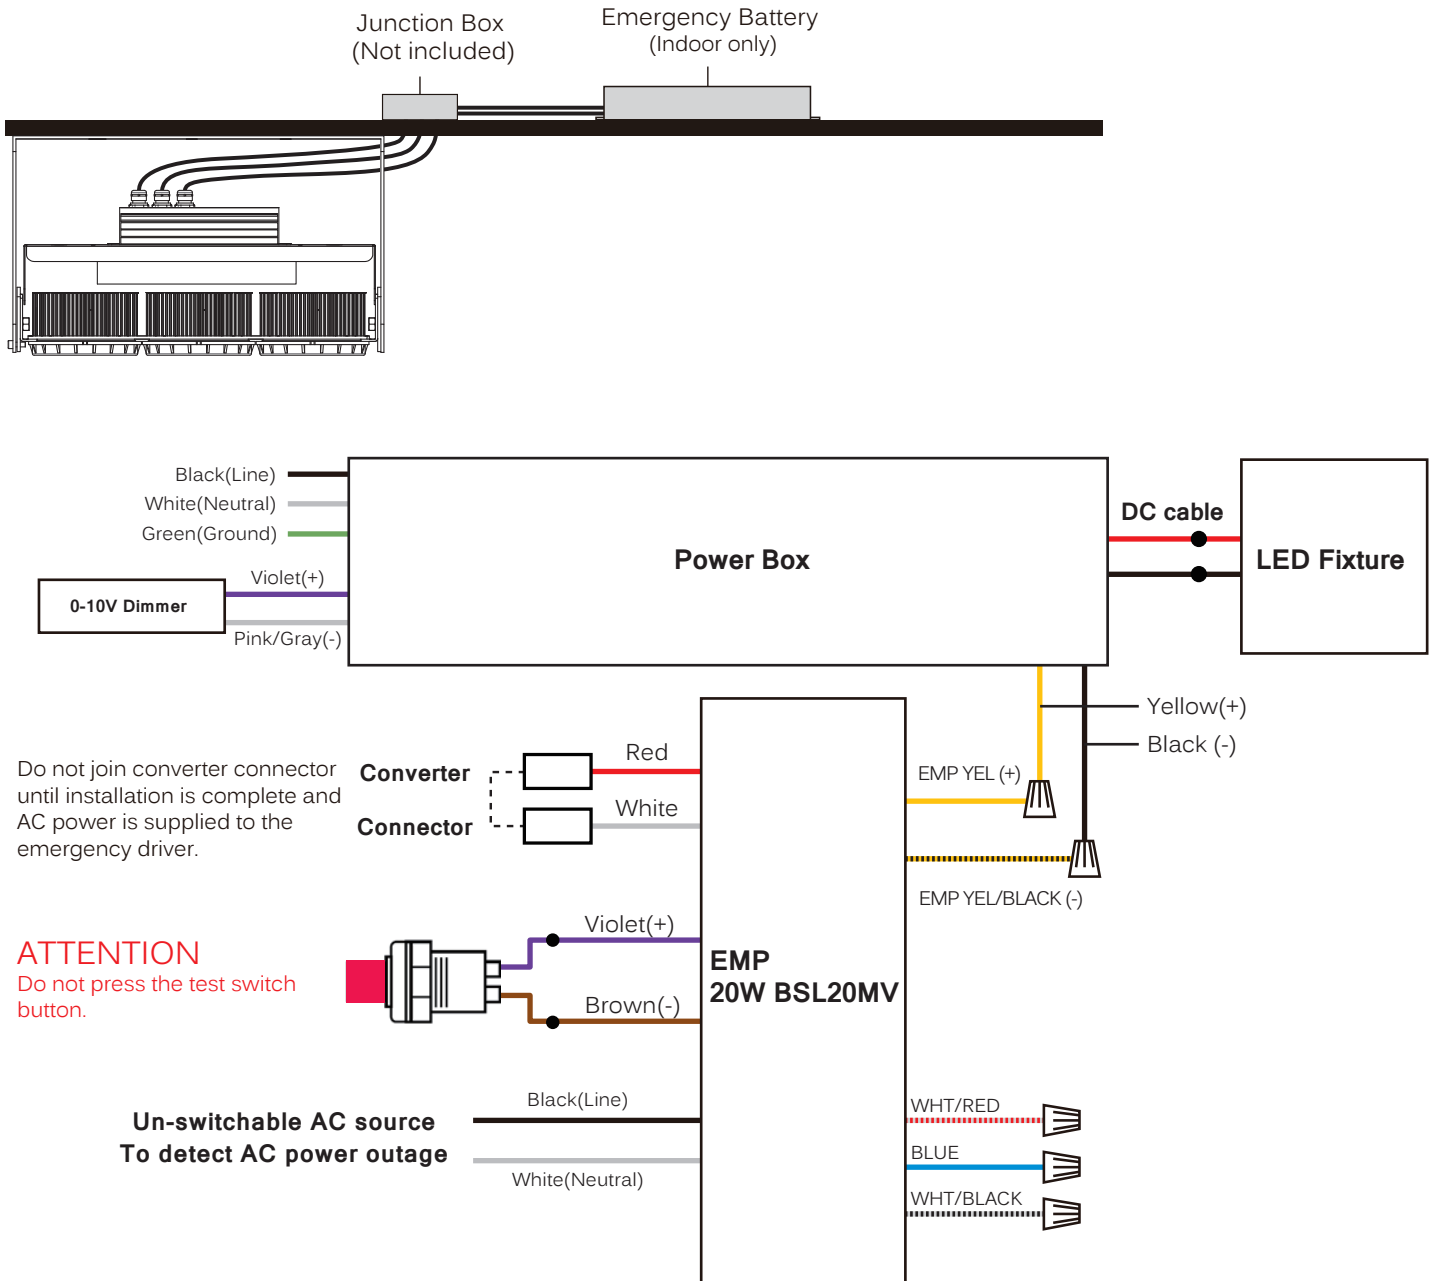 Junction Box
(Not included)
Emergency Battery
(Indoor only)
Black(Line)
White(Neutral)
Green(Ground)
Violet(+)
0-10V Dimmer
Pink/Gray(-)
Power Box
DC cable
LED Fixture
Yellow(+)
Black (-)
Do not join converter connector
until installation is complete and
AC power is supplied to the
emergency driver.
Converter
Connector
Red
White
EMP YEL (+)
EMP YEL/BLACK (-)
ATTENTION
Do not press the test switch
button.
Violet(+)
Brown(-)
EMP
20W BSL20MV
Un-switchable AC source
To detect AC power outage
Black(Line)
White(Neutral)
WHT/RED
BLUE
WHT/BLACK